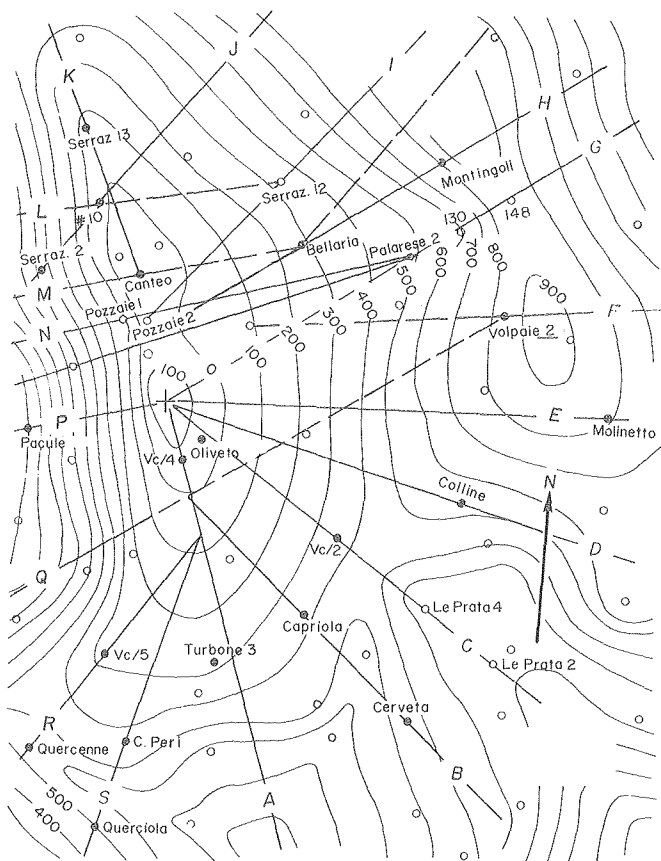 J
I
K
H
Serraz 13
G
Montingoli
L
Serraz. 12
#10
130
148
Bellaria
Palarese 2
Serraz. 2
600
700
800
500
M
Canteo
400
900
Pozzaie 1
300
F
N
Pozzaie 2
200
Volpaie 2
100
0
100
P
E
Pacule
Oliveto
Molinetto
Vc/4
N
Colline
Vc/2
D
Q
Le Prata 4
Capriola
C
Vc/5
Turbone 3
Le Prata 2
R
Cerveta
Quercenne
C. Peri
B
500
S
A
400
Querciola